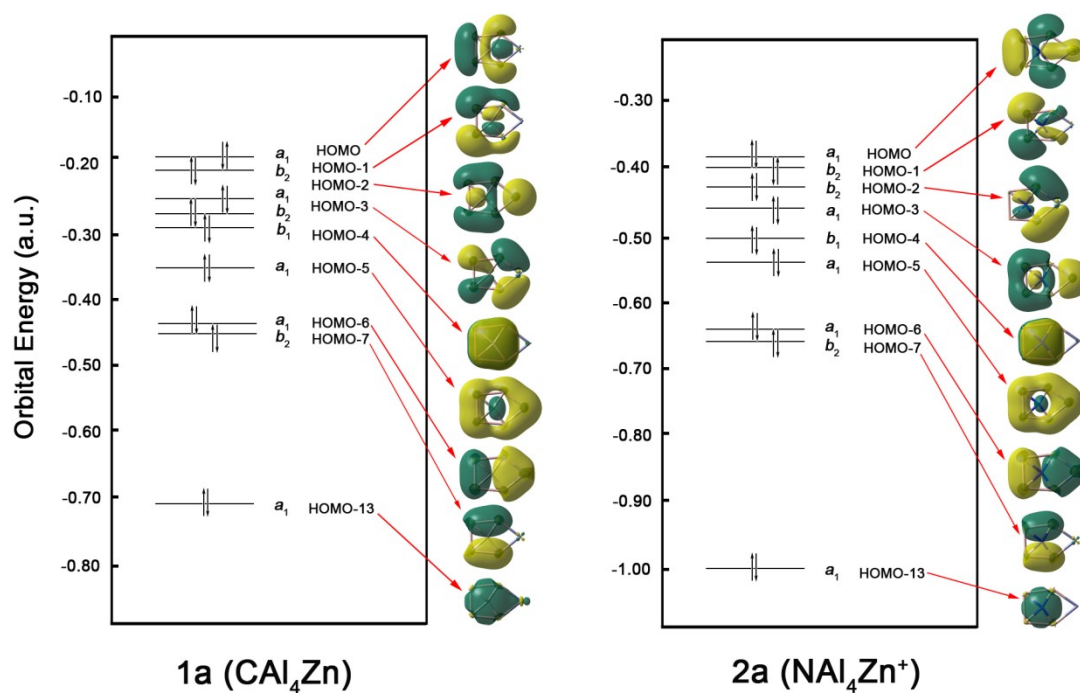 Orbital Energy (a.u.)
-0.10
-0.20
-0.30
-0.40
-0.50
-0.60
-0.70
-0.80
a1 HOMO
b2 HOMO-1
a1 HOMO-2
b2 HOMO-3
b1 HOMO-4
a1 HOMO-5
a1 HOMO-6
b2 HOMO-7
a1 HOMO-13
1a (CAl4Zn)
-0.30
-0.40
-0.50
-0.60
-0.70
-0.80
-0.90
-1.00
a1 HOMO
b2 HOMO-1
b2 HOMO-2
a1 HOMO-3
b1 HOMO-4
a1 HOMO-5
a1 HOMO-6
b2 HOMO-7
a1 HOMO-13
2a (NAl4Zn+)